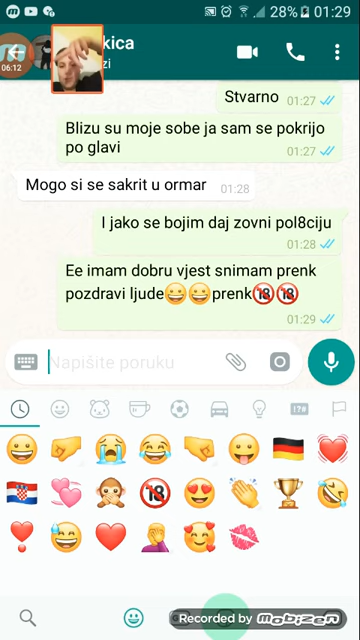 28% 01:29
kica
zi
06:12
Stvarno 01:27
Blizu su moje sobe ja sam se pokrijo
po glavi
01:27
Mogo si se sakrit u ormar 01:28
I jako se bojim daj zovni pol8ciju
01:28
Ee imam dobru vjest snimam prenk
pozdravi ljude😀😀prenk🔞🔞
01:29
Napišite poruku
!?#
Recorded by Mobizen